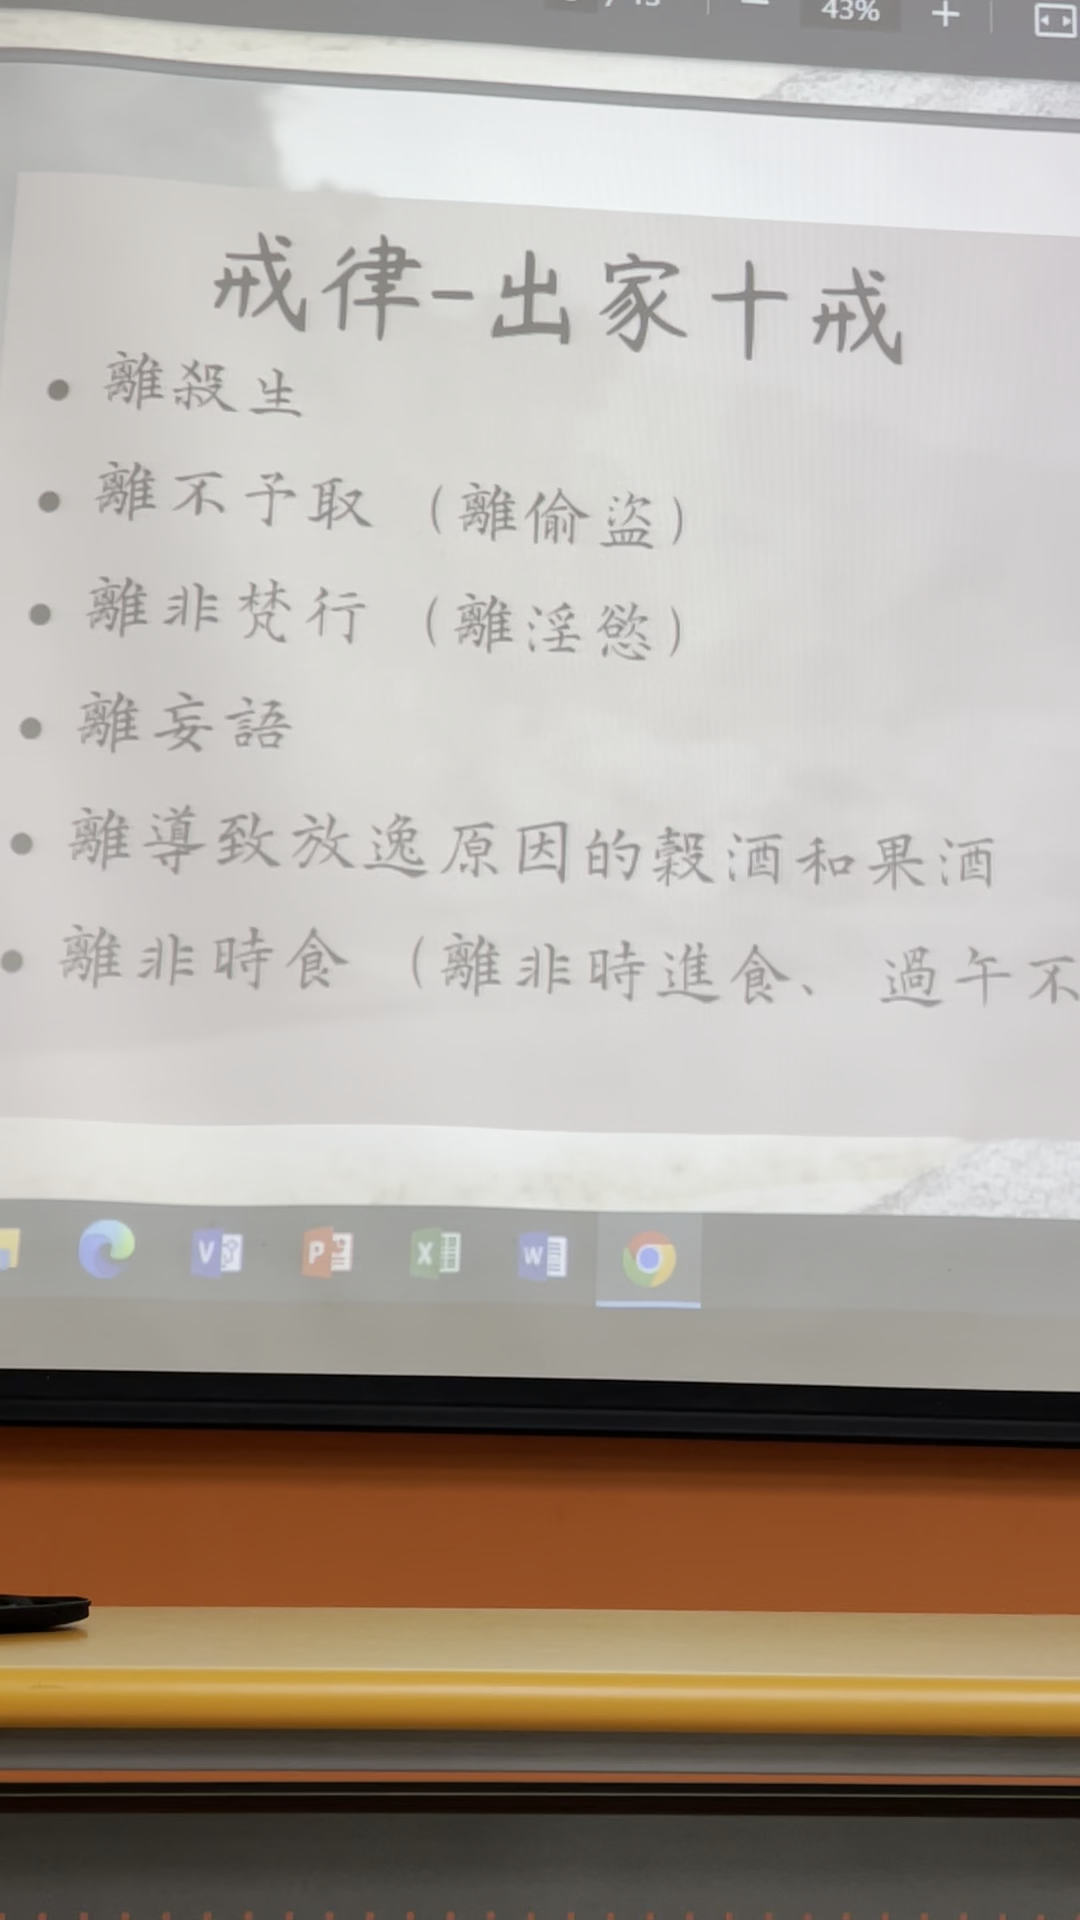 43%
戒律-出家十戒
• 離殺生
• 離不予取（離偷盜）
• 離非梵行（離淫慾）
• 離妄語
• 離導致放逸原因的穀酒和果酒
• 離非時食（離非時進食、過午不